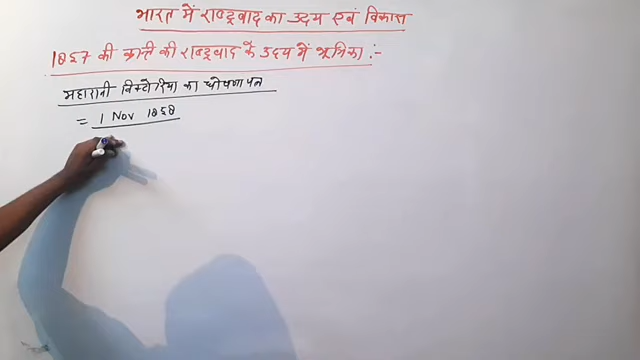 भारत में राष्ट्रवाद का उदय एवं विकास
1857 की क्रान्ति की राष्ट्रवाद के उदय में भूमिका :-
महारानी विक्टोरिया का घोषणा पत्र
= 1 Nov 1858